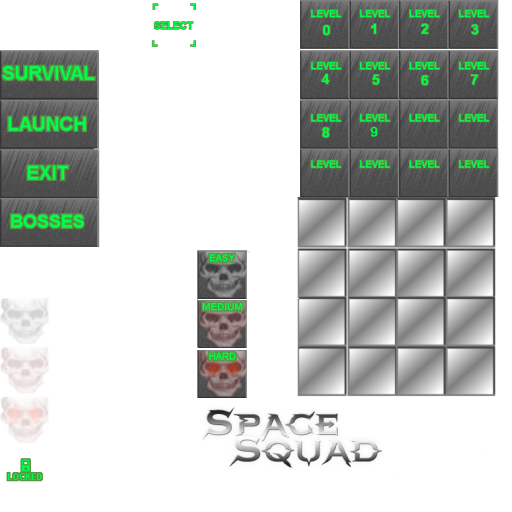 SELECT
LEVEL 0
LEVEL 1
LEVEL 2
LEVEL 3
SURVIVAL
LEVEL 4
LEVEL 5
LEVEL 6
LEVEL 7
LAUNCH
LEVEL 8
LEVEL 9
LEVEL
LEVEL
EXIT
LEVEL
LEVEL
LEVEL
LEVEL
BOSSES
EASY
MEDIUM
HARD
SPACE
SQUAD
LOCKED